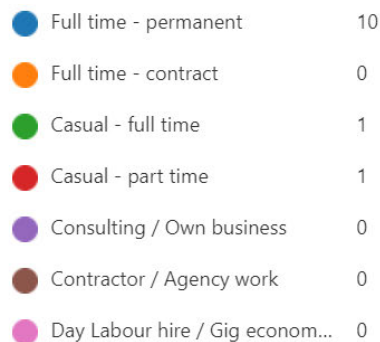 Full time - permanent 10
Full time - contract 0
Casual - full time 1
Casual - part time 1
Consulting / Own business 0
Contractor / Agency work 0
Day Labour hire / Gig econom... 0